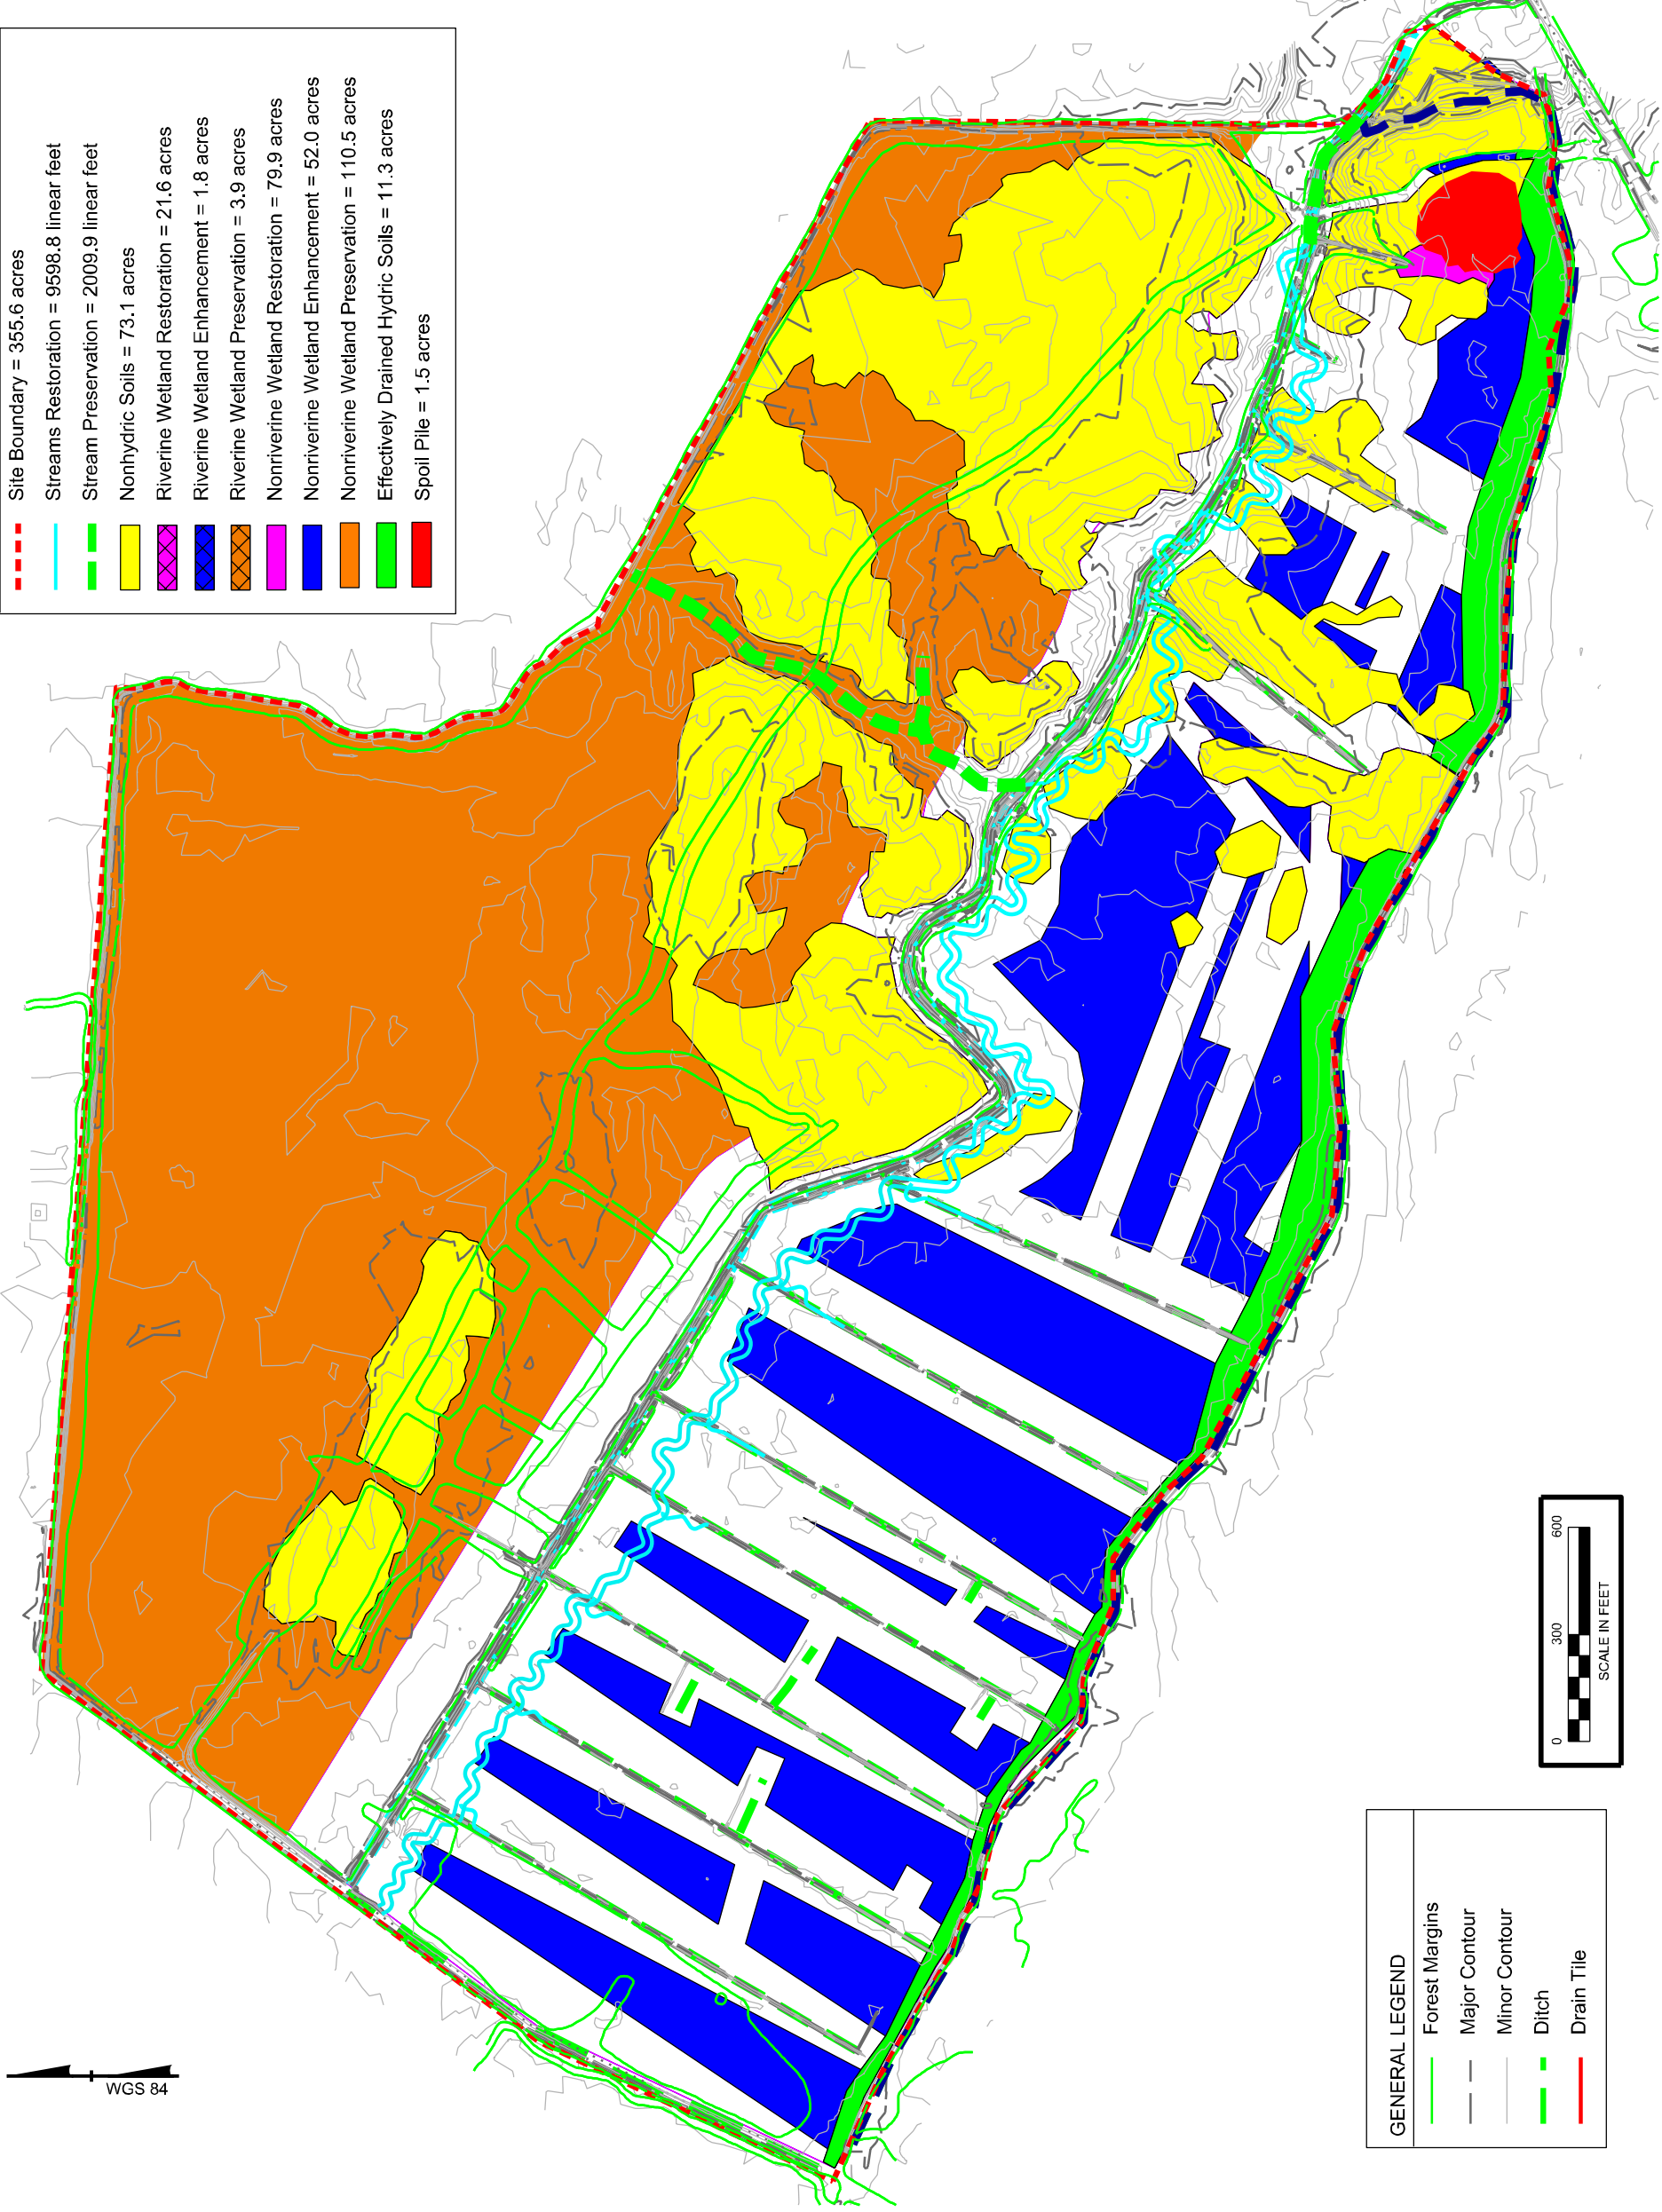 Site Boundary = 355.6 acres
Streams Restoration = 9598.8 linear feet
Stream Preservation = 2009.9 linear feet
Nonhydric Soils = 73.1 acres
Riverine Wetland Restoration = 21.6 acres
Riverine Wetland Enhancement = 1.8 acres
Riverine Wetland Preservation = 3.9 acres
Nonriverine Wetland Restoration = 79.9 acres
Nonriverine Wetland Enhancement = 52.0 acres
Nonriverine Wetland Preservation = 110.5 acres
Effectively Drained Hydric Soils = 11.3 acres
Spoil Pile = 1.5 acres
WGS 84
GENERAL LEGEND
Forest Margins
Major Contour
Minor Contour
Ditch
Drain Tile
0 300 600
SCALE IN FEET